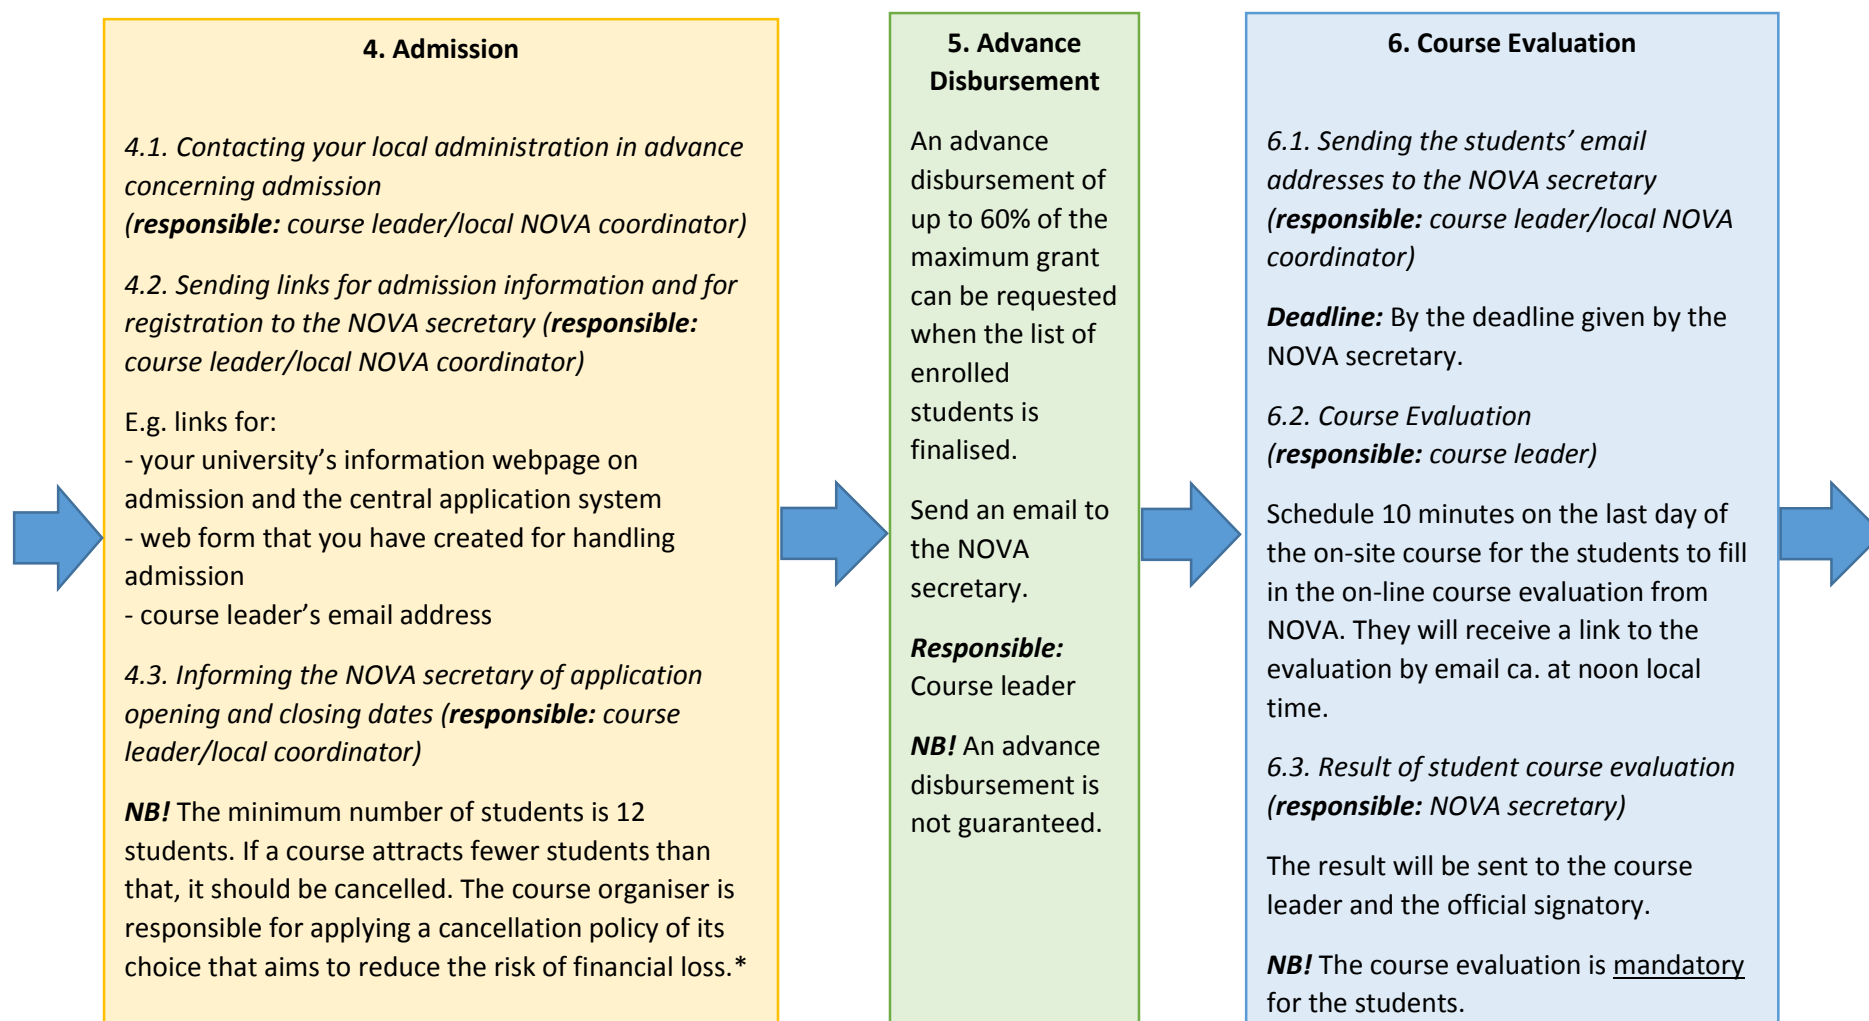 4. Admission
4.1. Contacting your local administration in advance
concerning admission
(responsible: course leader/local NOVA coordinator)
4.2. Sending links for admission information and for
registration to the NOVA secretary (responsible:
course leader/local NOVA coordinator)
E.g. links for:
- your university’s information webpage on
admission and the central application system
- web form that you have created for handling
admission
- course leader’s email address
4.3. Informing the NOVA secretary of application
opening and closing dates (responsible: course
leader/local coordinator)
NB! The minimum number of students is 12
students. If a course attracts fewer students than
that, it should be cancelled. The course organiser is
responsible for applying a cancellation policy of its
choice that aims to reduce the risk of financial loss.*
5. Advance
Disbursement
An advance
disbursement of
up to 60% of the
maximum grant
can be requested
when the list of
enrolled
students is
finalised.
Send an email to
the NOVA
secretary.
Responsible:
Course leader
NB! An advance
disbursement is
not guaranteed.
6. Course Evaluation
6.1. Sending the students’ email
addresses to the NOVA secretary
(responsible: course leader/local NOVA
coordinator)
Deadline: By the deadline given by the
NOVA secretary.
6.2. Course Evaluation
(responsible: course leader)
Schedule 10 minutes on the last day of
the on-site course for the students to fill
in the on-line course evaluation from
NOVA. They will receive a link to the
evaluation by email ca. at noon local
time.
6.3. Result of student course evaluation
(responsible: NOVA secretary)
The result will be sent to the course
leader and the official signatory.
NB! The course evaluation is mandatory
for the students.